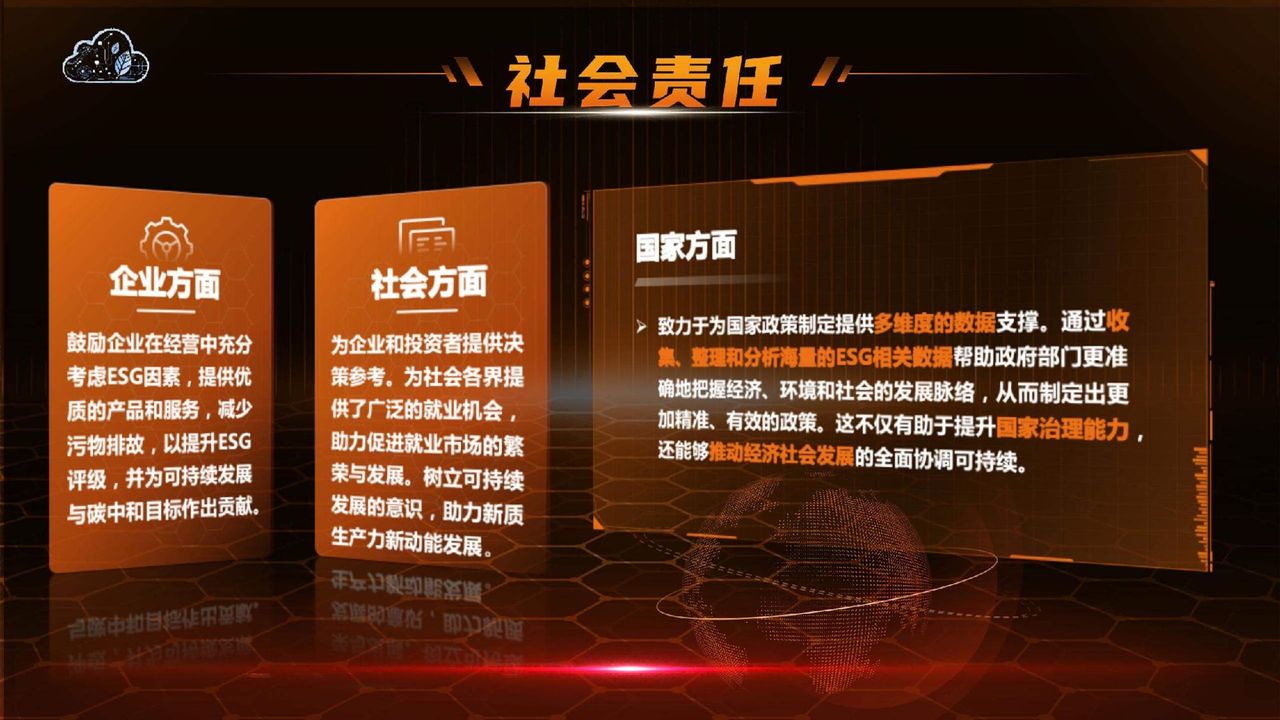 社会责任
企业方面
鼓励企业在经营中充分
考虑ESG因素，提供优
质的产品和服务，减少
污物排放，以提升ESG
评级，并为可持续发展
与碳中和目标作出贡献。
社会方面
为企业和投资者提供决
策参考。为社会各界提
供了广泛的就业机会，
助力促进就业市场的繁
荣与发展。树立可持续
发展的意识，助力新质
生产力新动能发展。
国家方面
➢ 致力于为国家政策制定提供多维度的数据支撑。通过收
集、整理和分析海量的ESG相关数据帮助政府部门更准
确地把握经济、环境和社会的发展脉络，从而制定出更
加精准、有效的政策。这不仅有助于提升国家治理能力，
还能够推动经济社会发展的全面协调可持续。